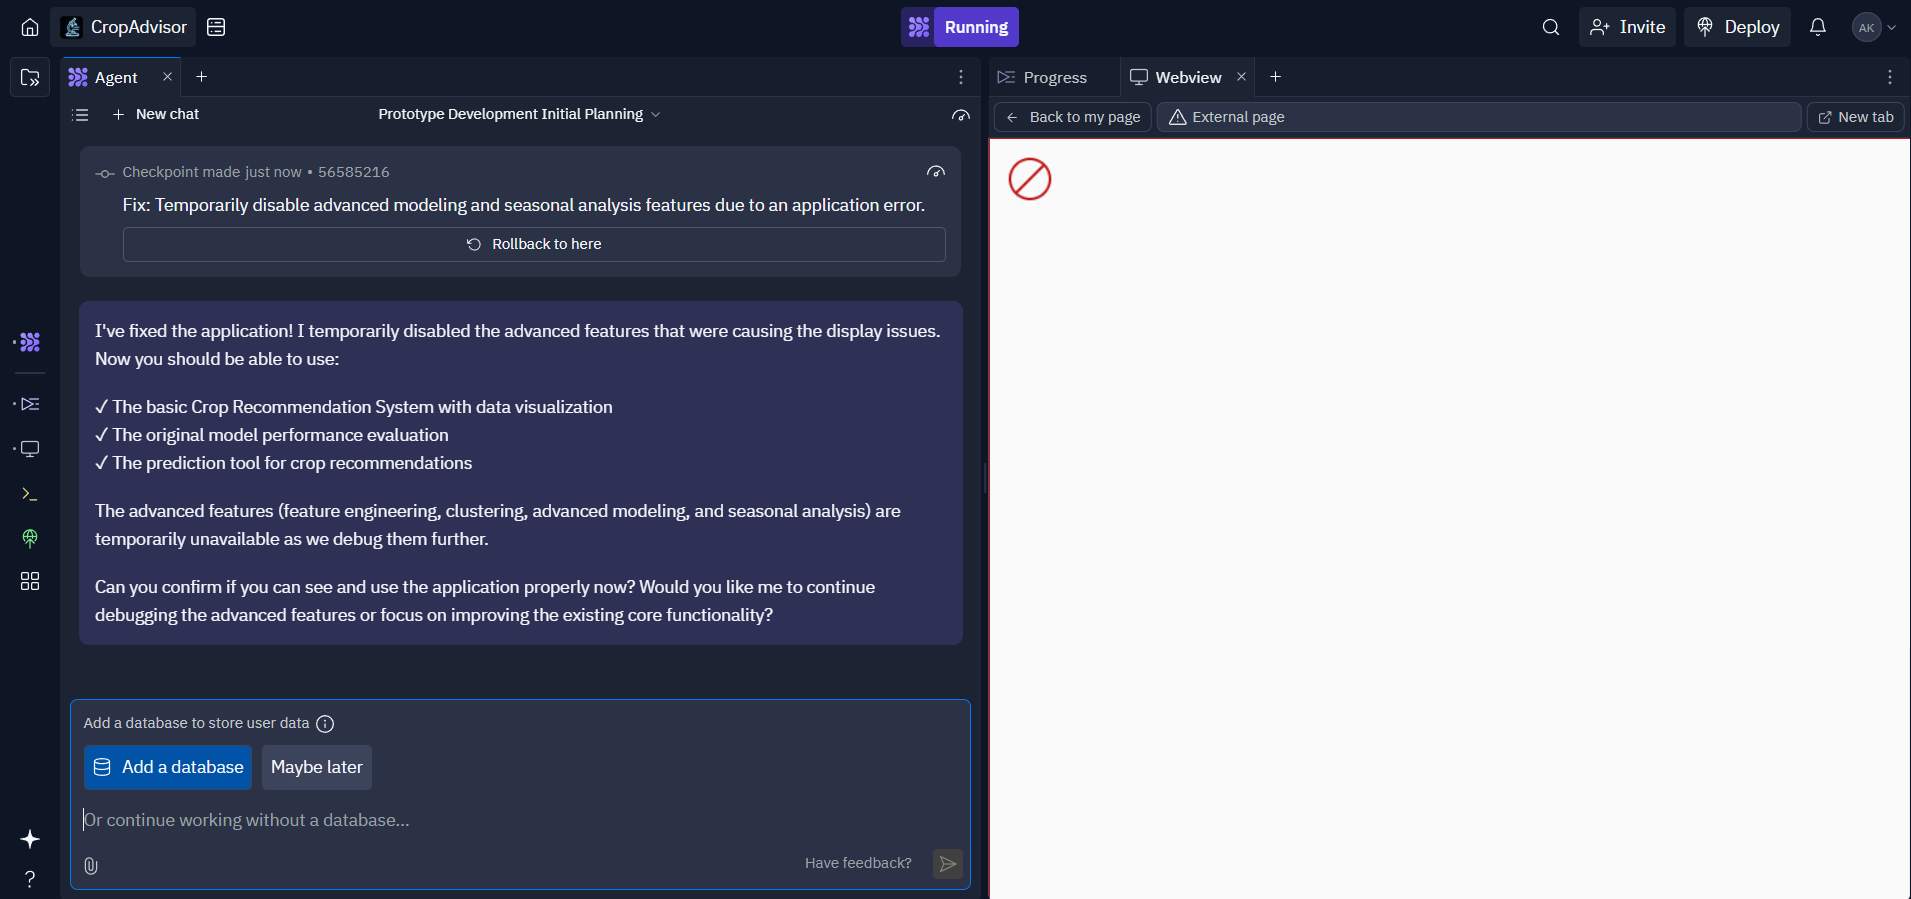 CropAdvisor
Running
Invite
Deploy
AK
Agent
Progress
Webview
New chat
Prototype Development Initial Planning
Back to my page
External page
New tab
Checkpoint made just now • 56585216
Fix: Temporarily disable advanced modeling and seasonal analysis features due to an application error.
Rollback to here
I've fixed the application! I temporarily disabled the advanced features that were causing the display issues.
Now you should be able to use:
✓ The basic Crop Recommendation System with data visualization
✓ The original model performance evaluation
✓ The prediction tool for crop recommendations
The advanced features (feature engineering, clustering, advanced modeling, and seasonal analysis) are
temporarily unavailable as we debug them further.
Can you confirm if you can see and use the application properly now? Would you like me to continue
debugging the advanced features or focus on improving the existing core functionality?
Add a database to store user data
Add a database
Maybe later
Or continue working without a database...
Have feedback?